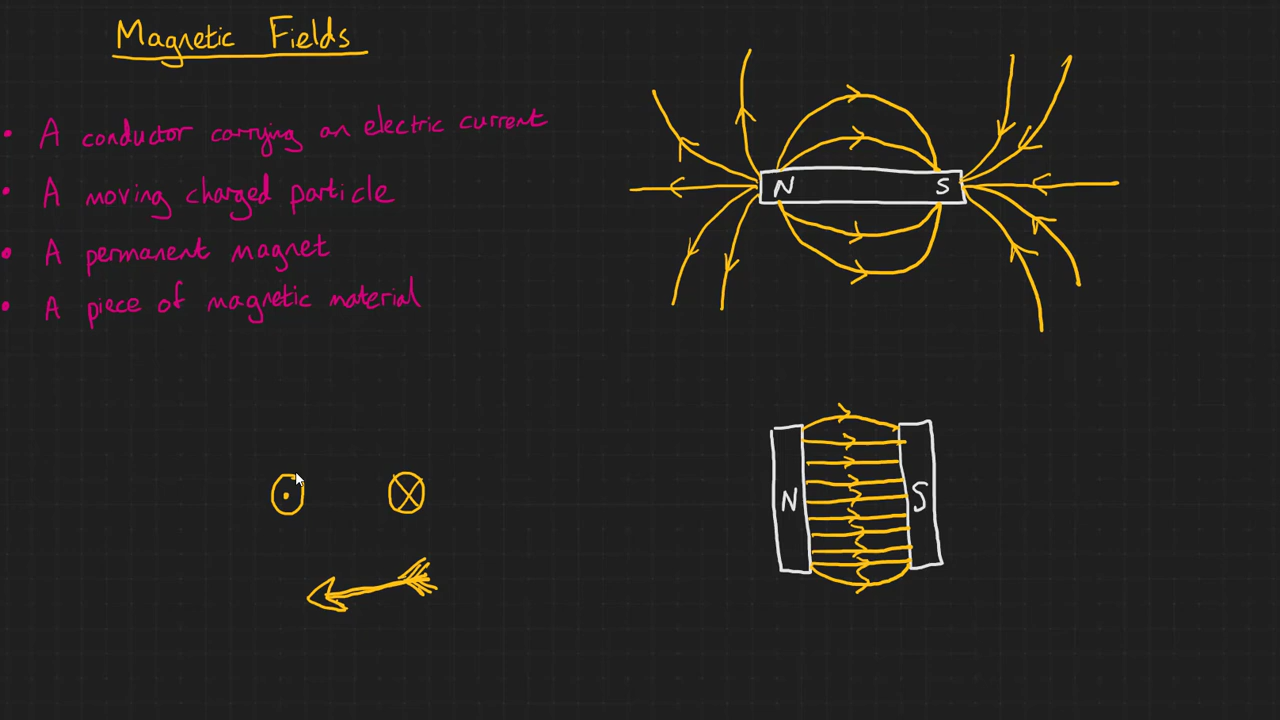 Magnetic Fields
• A conductor carrying an electric current
• A moving charged particle
• A permanent magnet
• A piece of magnetic material
N S
N S